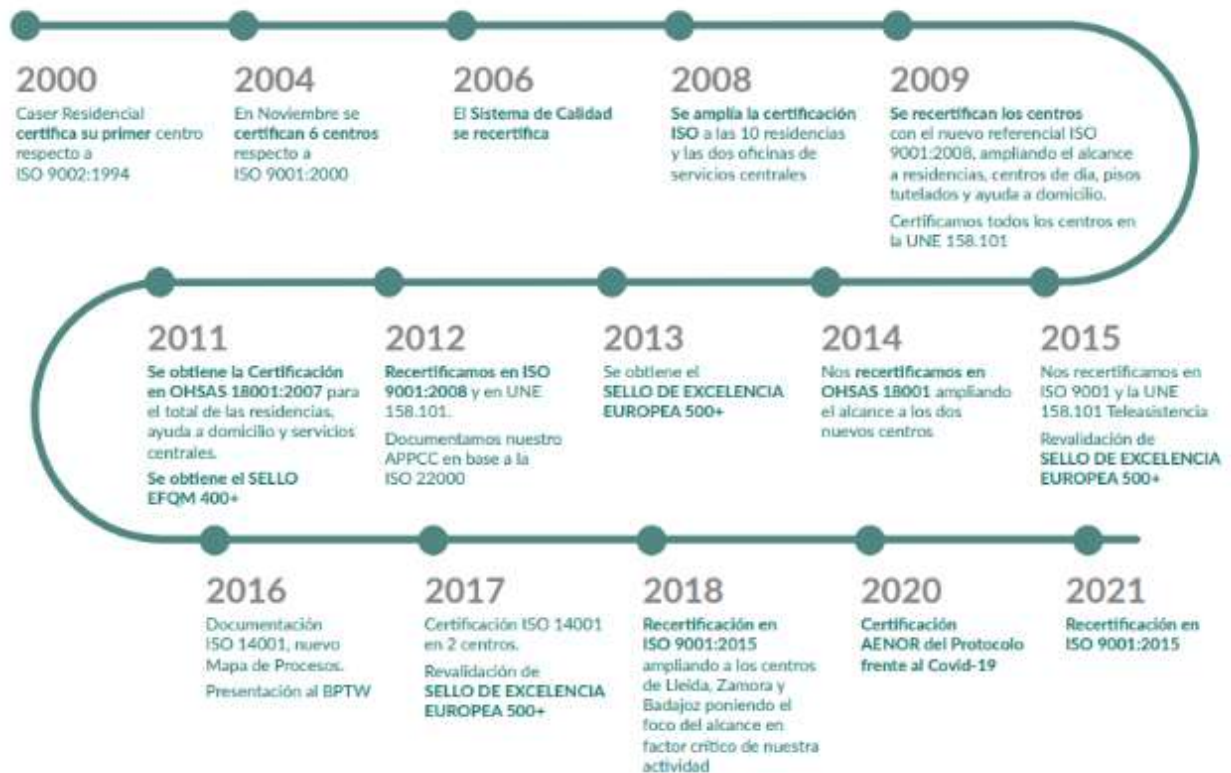 2000
Caser Residencial
certifica su primer centro
respecto a
ISO 9002:1994
2004
En Noviembre se
certifican 6 centros
respecto a
ISO 9001:2000
2006
El Sistema de Calidad
se recertifica
2008
Se amplía la certificación
ISO a las 10 residencias
y las dos oficinas de
servicios centrales
2009
Se recertifican los centros
con el nuevo referencial ISO
9001:2008, ampliando el alcance
a residencias, centros de día, pisos
tutelados y ayuda a domicilio.
Certificamos todos los centros en
la UNE 158.101
2011
Se obtiene la Certificación
en OHSAS 18001:2007 para
el total de las residencias,
ayuda a domicilio y servicios
centrales.
Se obtiene el SELLO
EFQM 400+
2012
Recertificamos en ISO
9001:2008 y en UNE
158.101.
Documentamos nuestro
APPCC en base a la
ISO 22000
2013
Se obtiene el
SELLO DE EXCELENCIA
EUROPEA 500+
2014
Nos recertificamos en
OHSAS 18001 ampliando
el alcance a los dos
nuevos centros
2015
Nos recertificamos en
ISO 9001 y la UNE
158.101 Teleasistencia
Revalidación de
SELLO DE EXCELENCIA
EUROPEA 500+
2016
Documentación
ISO 14001, nuevo
Mapa de Procesos.
Presentación al BPTW
2017
Certificación ISO 14001
en 2 centros.
Revalidación de
SELLO DE EXCELENCIA
EUROPEA 500+
2018
Recertificación en
ISO 9001:2015
ampliando a los centros
de Lleida, Zamora y
Badajoz poniendo el
foco del alcance en
factor crítico de nuestra
actividad
2020
Certificación
AENOR del Protocolo
frente al Covid-19
2021
Recertificación en
ISO 9001:2015